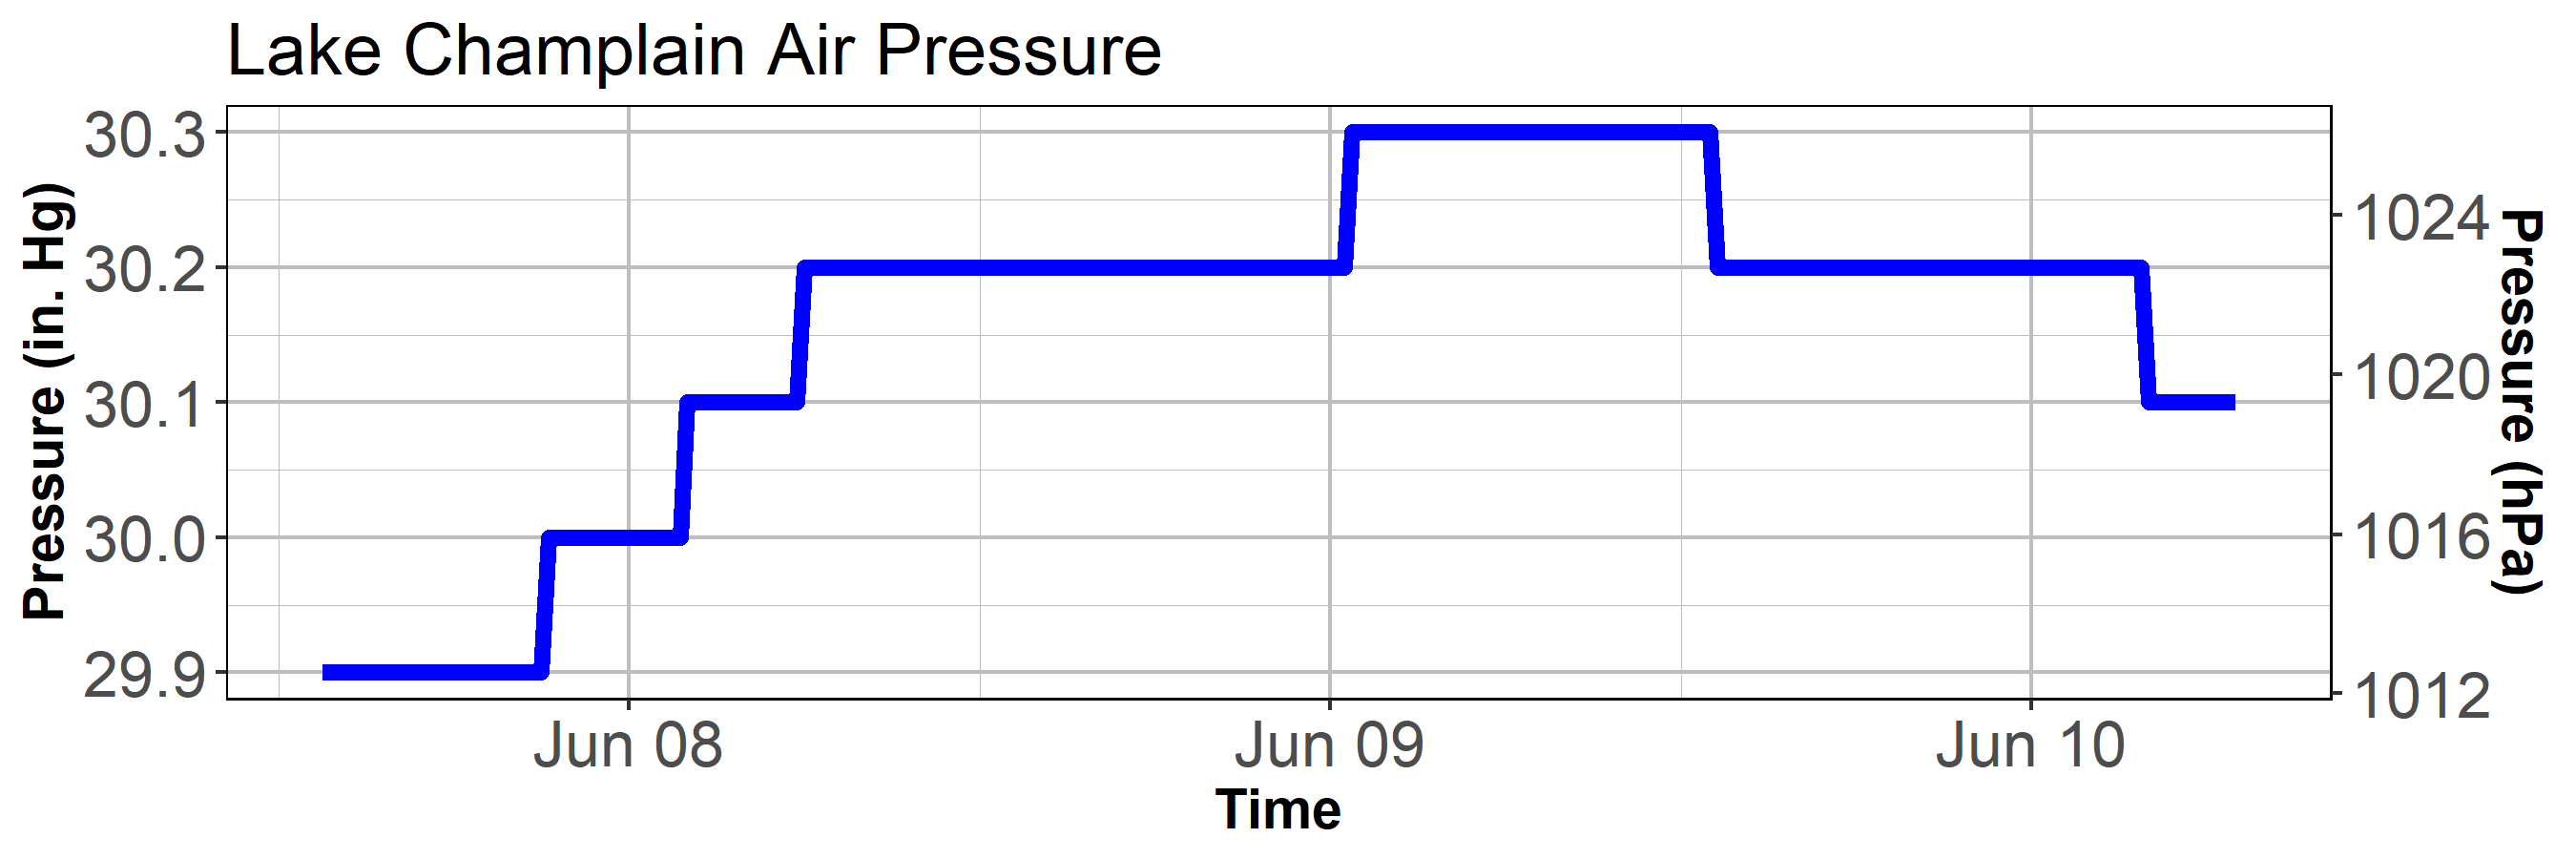 Lake Champlain Air Pressure
Pressure (in. Hg)
30.3
30.2
30.1
30.0
29.9
1024
1020
1016
1012
Pressure (hPa)
Jun 08
Jun 09
Jun 10
Time